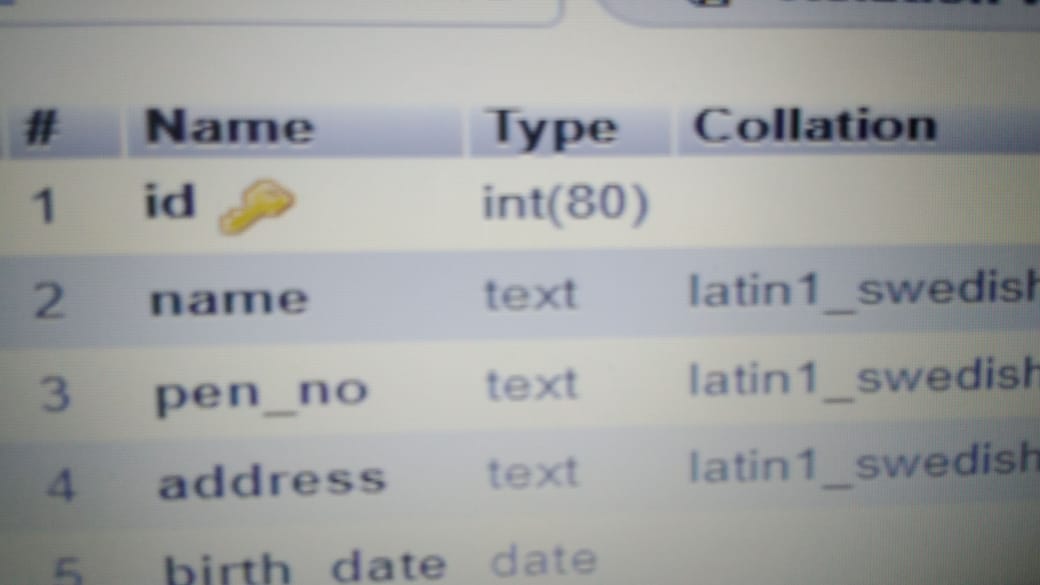 # Name Type Collation
1 id int(80)
2 name text latin1_swedish
3 pen_no text latin1_swedish
4 address text latin1_swedish
5 birth_date date